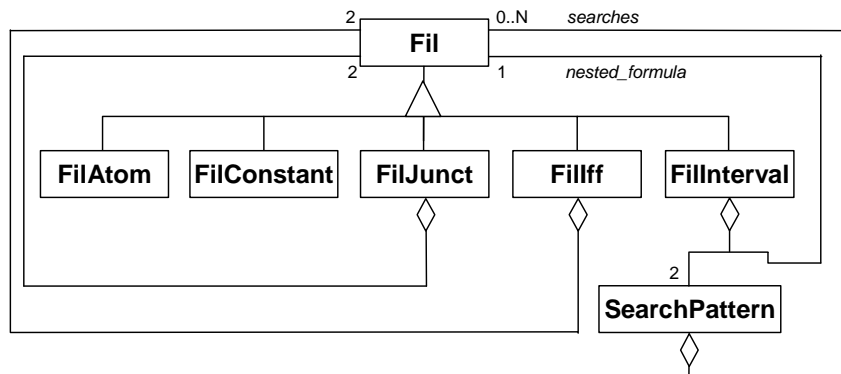 2 0..N searches
Fil
2 1 nested_formula
FilAtom FilConstant FilJunct FilIff FilInterval
2
SearchPattern